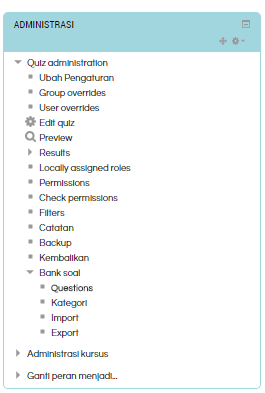 ADMINISTRASI
Quiz administration
Ubah Pengaturan
Group overrides
User overrides
Edit quiz
Preview
Results
Locally assigned roles
Permissions
Check permissions
Filters
Catatan
Backup
Kembalikan
Bank soal
Questions
Kategori
Import
Export
Administrasi kursus
Ganti peran menjadi...